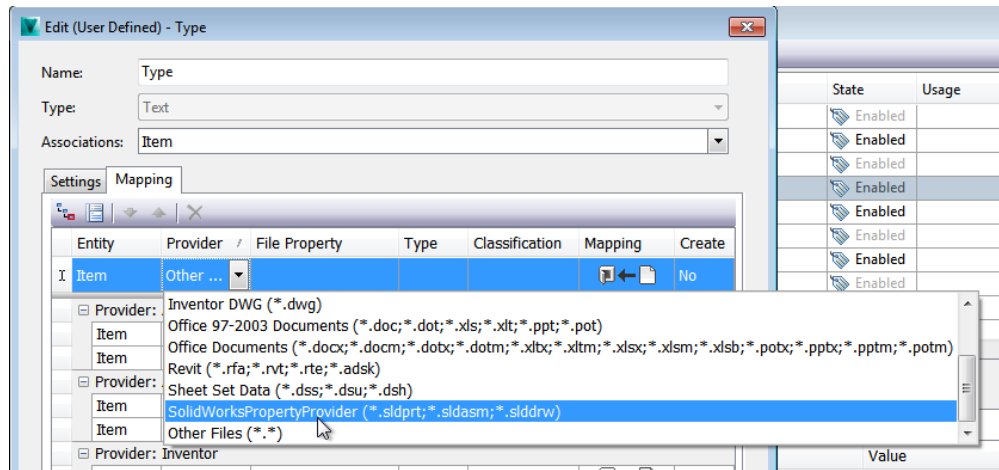 Edit (User Defined) - Type
Name: Type
Type: Text
Associations: Item
Settings Mapping
Entity Provider / File Property Type Classification Mapping Create
Item Other ... No
Inventor DWG (*.dwg)
Office 97-2003 Documents (*.doc;*.dot;*.xls;*.xlt;*.ppt;*.pot)
Office Documents (*.docx;*.docm;*.dotx;*.dotm;*.xltx;*.xltm;*.xlsx;*.xlsm;*.xlsb;*.potx;*.pptx;*.pptm;*.potm)
Revit (*.rfa;*.rvt;*.rte;*.adsk)
Sheet Set Data (*.dss;*.dsu;*.dsh)
SolidWorksPropertyProvider (*.sldprt;*.sldasm;*.slddrw)
Other Files (*.*)
Provider:
Item
Item
Provider:
Item
Item
Provider: Inventor
State Usage
Enabled
Enabled
Enabled
Enabled
Enabled
Enabled
Enabled
Enabled
Value